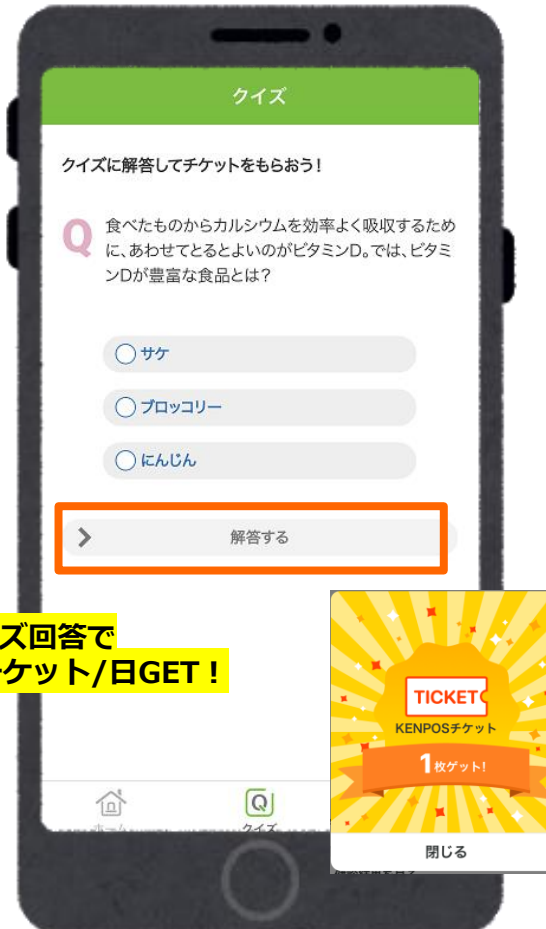 クイズ
クイズに解答してチケットをもらおう!
Q 食べたものからカルシウムを効率よく吸収するため
に、あわせてとるとよいのがビタミンD。では、ビタミ
ンDが豊富な食品とは?
サケ
ブロッコリー
にんじん
解答する
ズ回答で
ケット/日GET!
TICKET
KENPOSチケット
1枚ゲット!
閉じる
Q
ホーム
クイズ